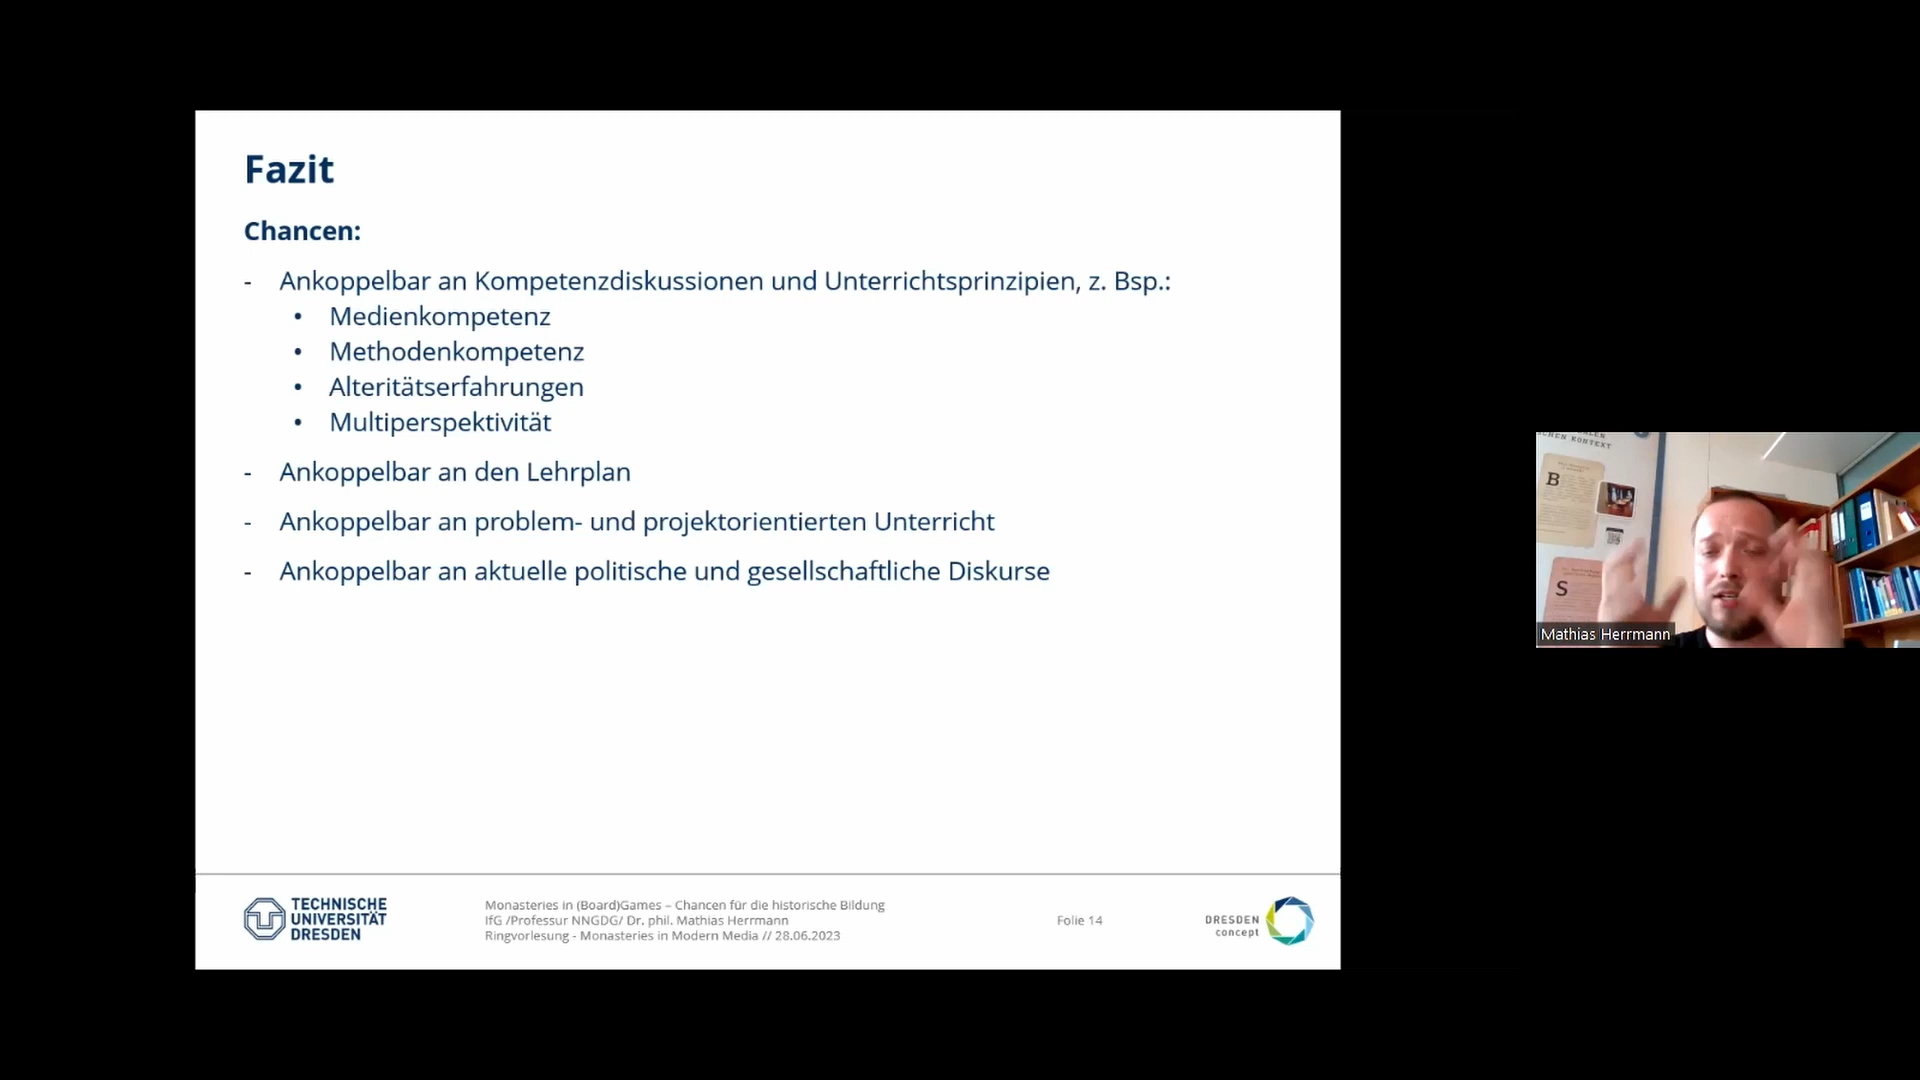 Fazit
Chancen:
- Ankoppelbar an Kompetenzdiskussionen und Unterrichtsprinzipien, z. Bsp.:
• Medienkompetenz
• Methodenkompetenz
• Alteritätserfahrungen
• Multiperspektivität
- Ankoppelbar an den Lehrplan
- Ankoppelbar an problem- und projektorientierten Unterricht
- Ankoppelbar an aktuelle politische und gesellschaftliche Diskurse
TECHNISCHE
UNIVERSITÄT
DRESDEN
Monasteries in (Board)Games – Chancen für die historische Bildung
IfG /Professur NNGDG/ Dr. phil. Mathias Herrmann
Ringvorlesung - Monasteries in Modern Media // 28.06.2023
Folie 14
DRESDEN
concept
KONTEXT
B
S
Mathias Herrmann